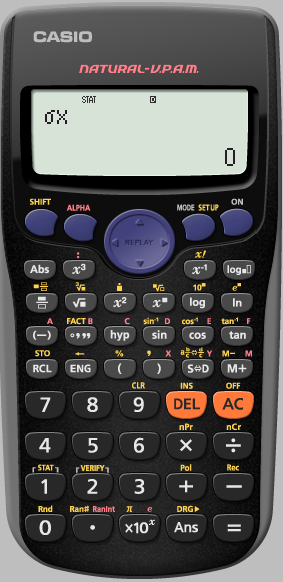 CASIO
NATURAL-V.P.A.M.
STAT D
σx
0
SHIFT ALPHA MODE SETUP ON
REPLAY
: x!
Abs x³ x⁻¹ log▯
³√ ▯√▯ 10▯ e▯
√▯ x² x▯ log ln
A FACT B C sin⁻¹ D cos⁻¹ E tan⁻¹ F
(−) °,,, hyp sin cos tan
STO ← % , X a b/c⇔d/c Y M− M
RCL ENG ( ) S⇔D M+
CLR INS OFF
7 8 9 DEL AC
nPr nCr
4 5 6 × ÷
STAT VERIFY Pol Rec
1 2 3 + −
Rnd Ran# RanInt π e DRG▶
0 · ×10ˣ Ans =